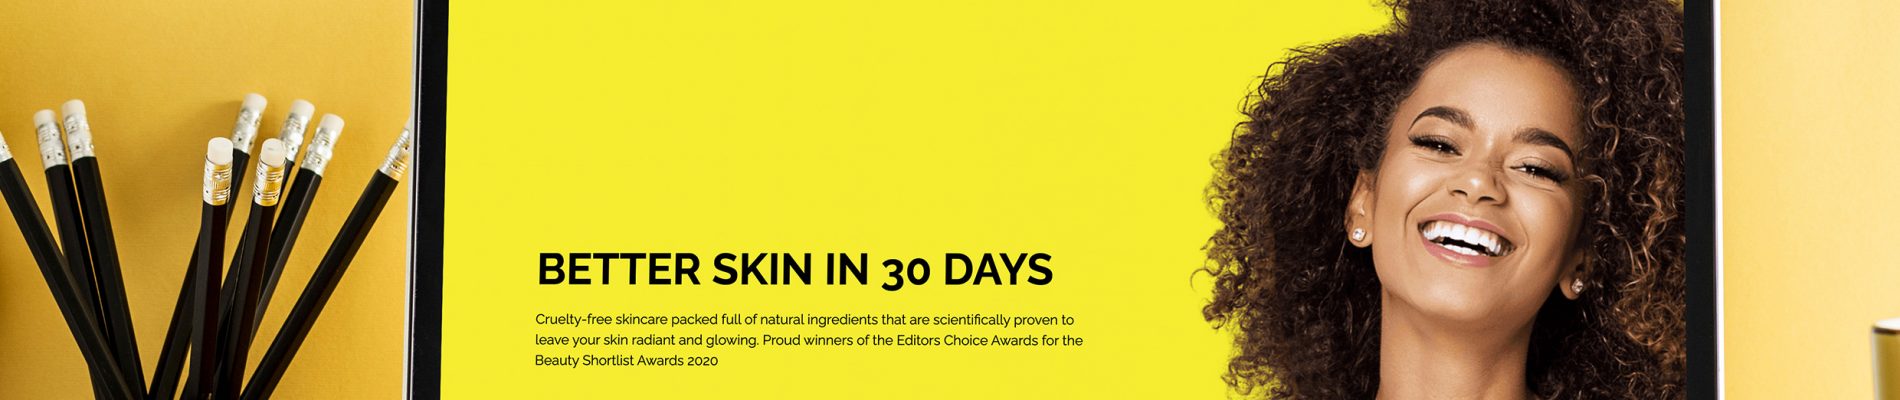 BETTER SKIN IN 30 DAYS
Cruelty-free skincare packed full of natural ingredients that are scientifically proven to
leave your skin radiant and glowing. Proud winners of the Editors Choice Awards for the
Beauty Shortlist Awards 2020